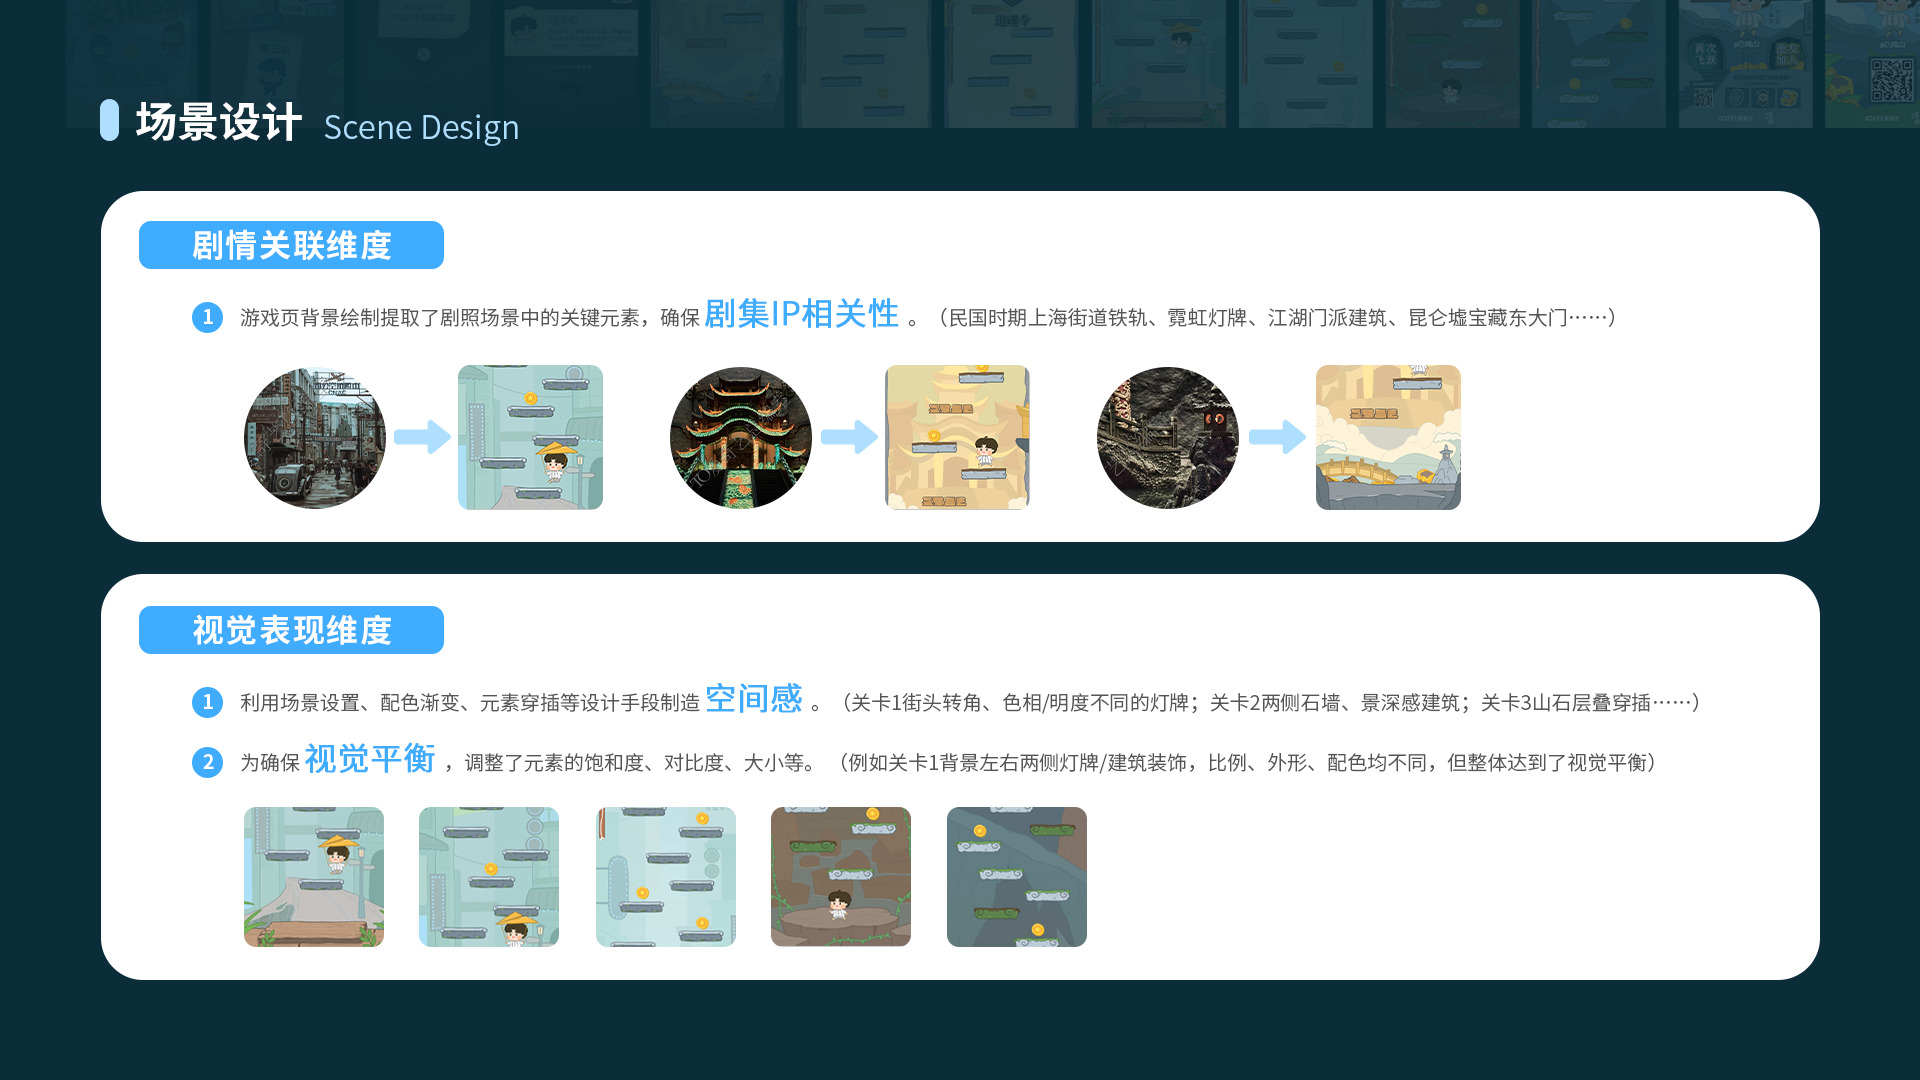 场景设计 Scene Design
剧情关联维度
1 游戏页背景绘制提取了剧照场景中的关键元素，确保 剧集IP相关性 。（民国时期上海街道铁轨、霓虹灯牌、江湖门派建筑、昆仑墟宝藏东大门……）
视觉表现维度
1 利用场景设置、配色渐变、元素穿插等设计手段制造 空间感 。（关卡1街头转角、色相/明度不同的灯牌；关卡2两侧石墙、景深感建筑；关卡3山石层叠穿插……）
2 为确保 视觉平衡 ，调整了元素的饱和度、对比度、大小等。 （例如关卡1背景左右两侧灯牌/建筑装饰，比例、外形、配色均不同，但整体达到了视觉平衡）